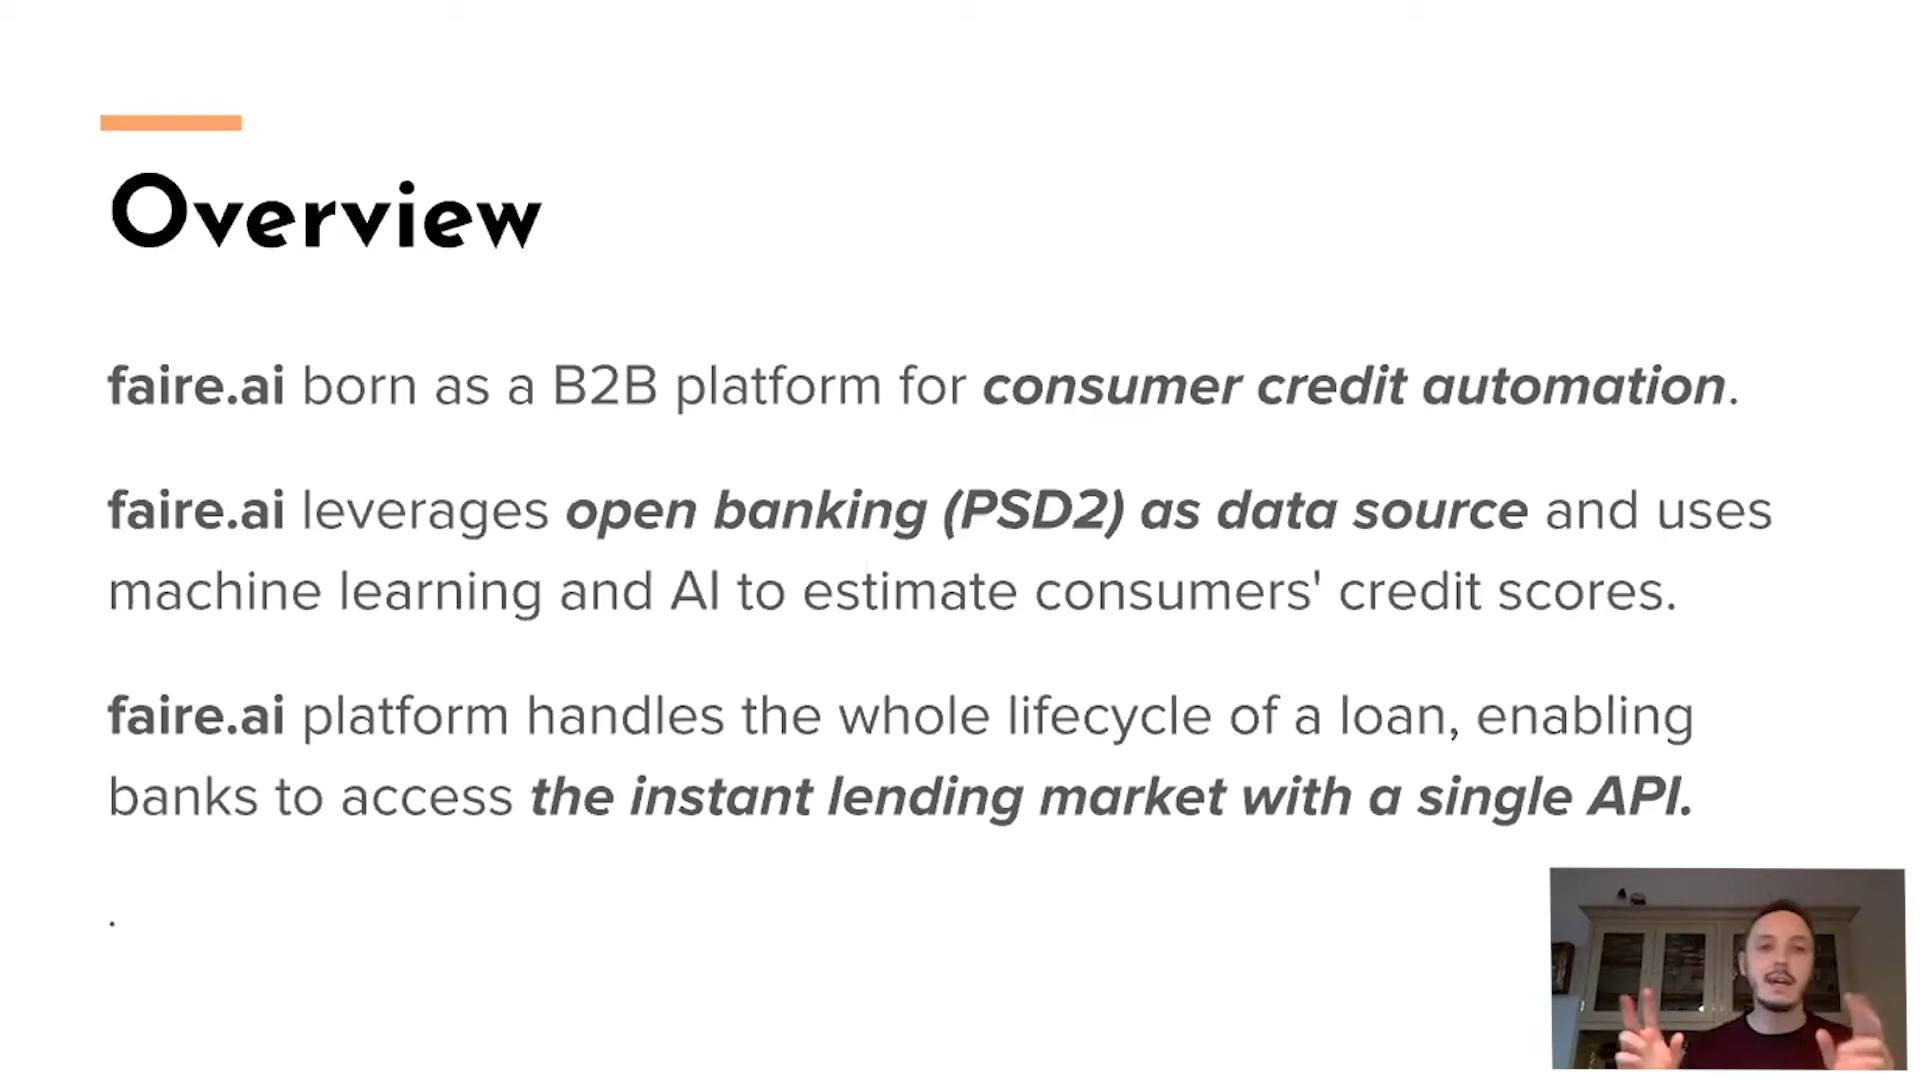 Overview
faire.ai born as a B2B platform for consumer credit automation.
faire.ai leverages open banking (PSD2) as data source and uses
machine learning and AI to estimate consumers' credit scores.
faire.ai platform handles the whole lifecycle of a loan, enabling
banks to access the instant lending market with a single API.
.